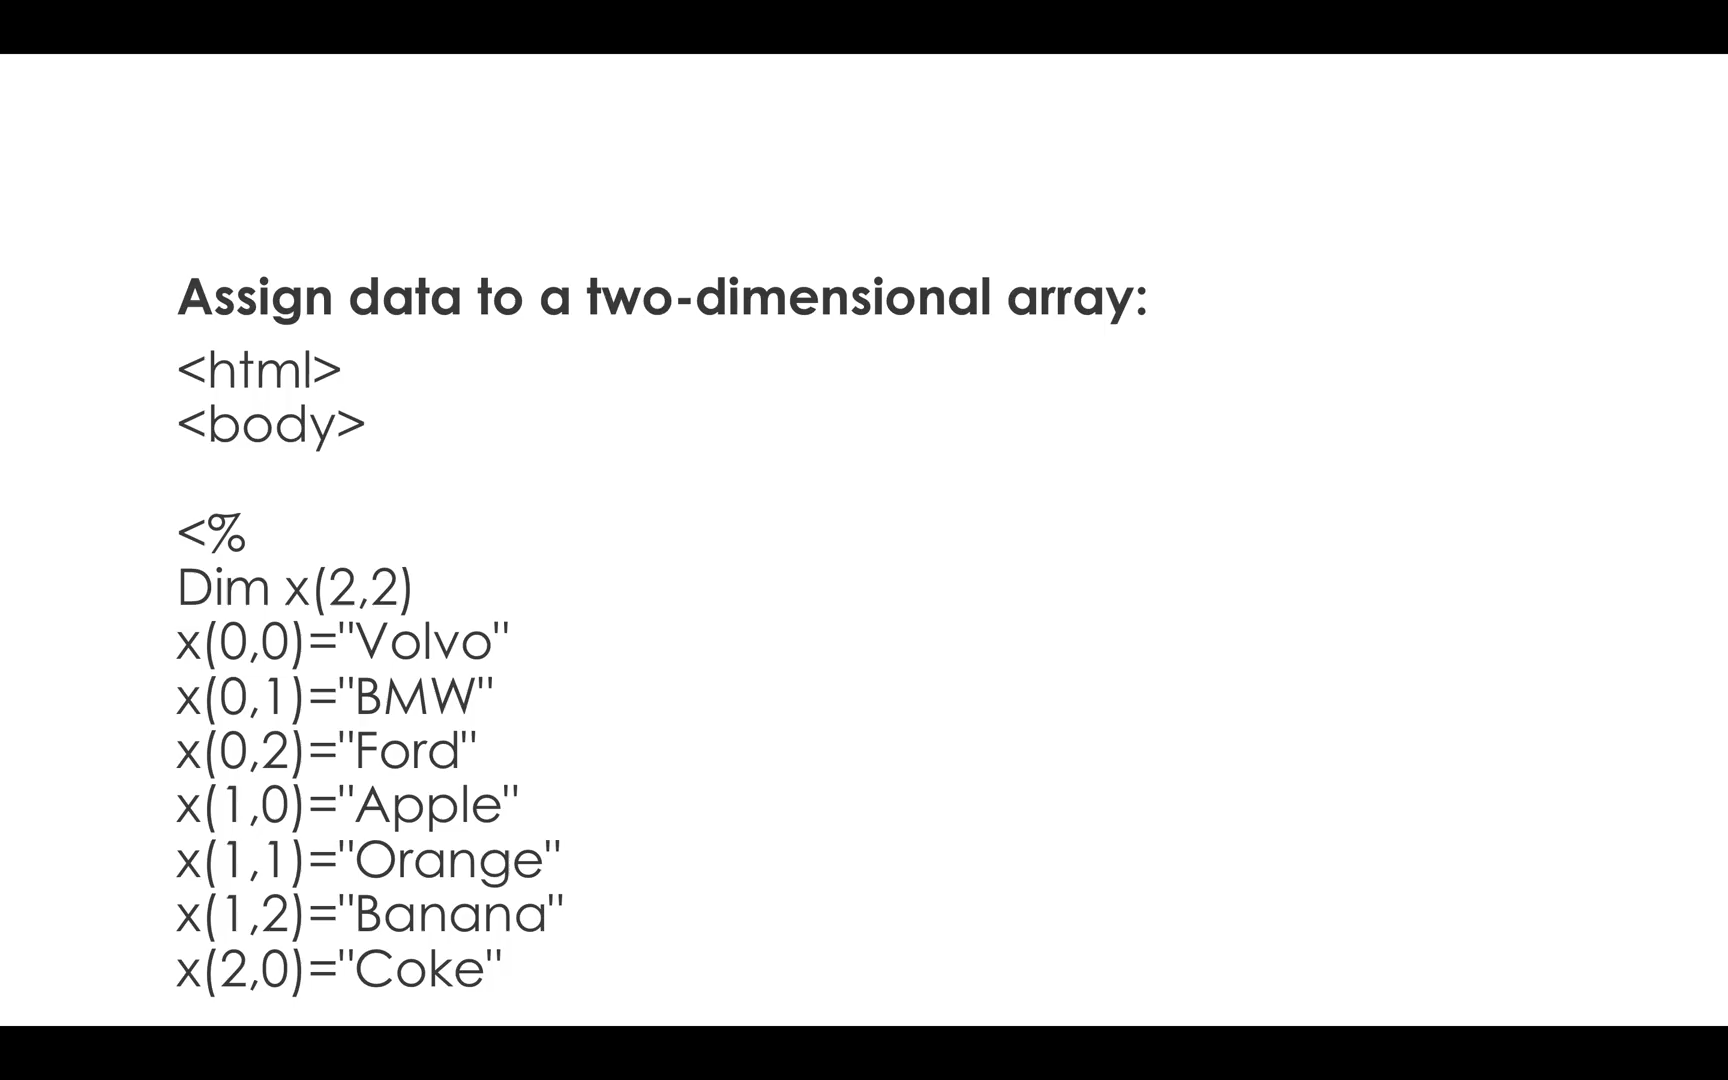 Assign data to a two-dimensional array:
<html>
<body>
<%
Dim x(2,2)
x(0,0)="Volvo"
x(0,1)="BMW"
x(0,2)="Ford"
x(1,0)="Apple"
x(1,1)="Orange"
x(1,2)="Banana"
x(2,0)="Coke"